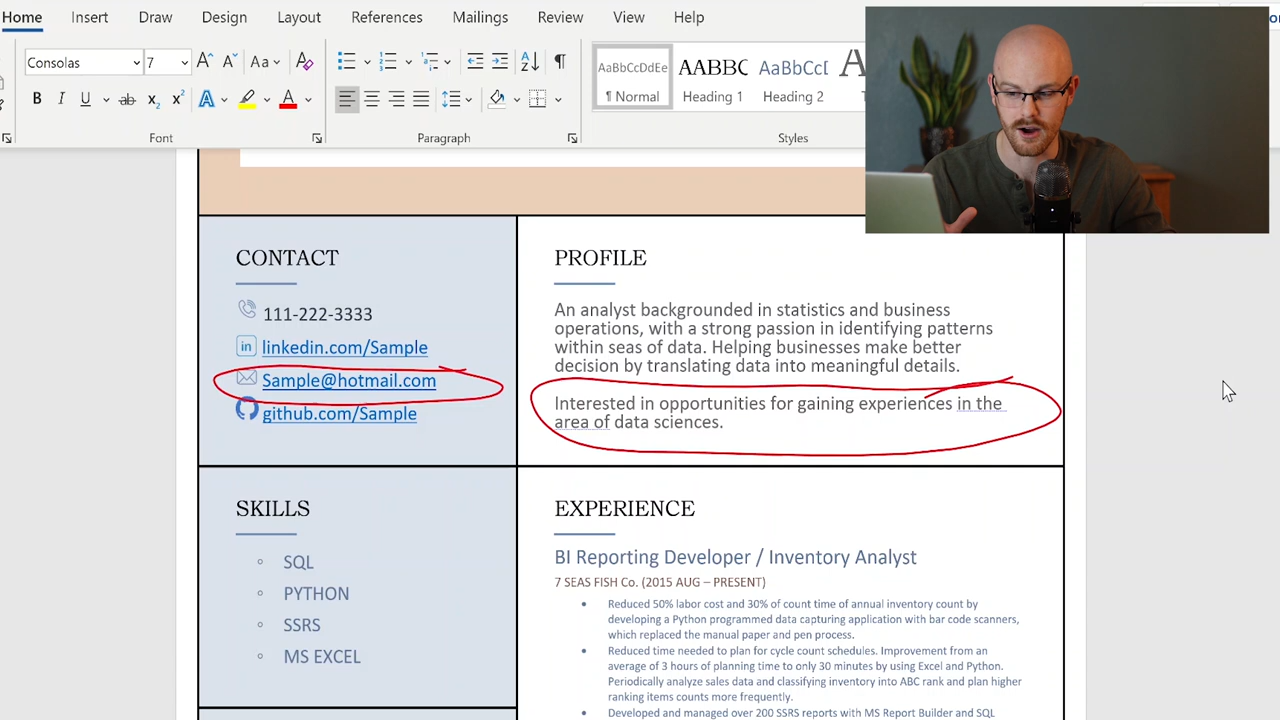 Home Insert Draw Design Layout References Mailings Review View Help
Consolas 7 Aa
AaBbCcDdEe AABBC AaBbCcD
B I U ab x₂ x² A A
¶ Normal Heading 1 Heading 2
Font Paragraph Styles
CONTACT
111-222-3333
in linkedin.com/Sample
Sample@hotmail.com
github.com/Sample
PROFILE
An analyst backgrounded in statistics and business
operations, with a strong passion in identifying patterns
within seas of data. Helping businesses make better
decision by translating data into meaningful details.
Interested in opportunities for gaining experiences in the
area of data sciences.
SKILLS
◦ SQL
◦ PYTHON
◦ SSRS
◦ MS EXCEL
EXPERIENCE
BI Reporting Developer / Inventory Analyst
7 SEAS FISH Co. (2015 AUG – PRESENT)
• Reduced 50% labor cost and 30% of count time of annual inventory count by
developing a Python programmed data capturing application with bar code scanners,
which replaced the manual paper and pen process.
• Reduced time needed to plan for cycle count schedules. Improvement from an
average of 3 hours of planning time to only 30 minutes by using Excel and Python.
Periodically analyze sales data and classifying inventory into ABC rank and plan higher
ranking items counts more frequently.
• Developed and managed over 200 SSRS reports with MS Report Builder and SQL